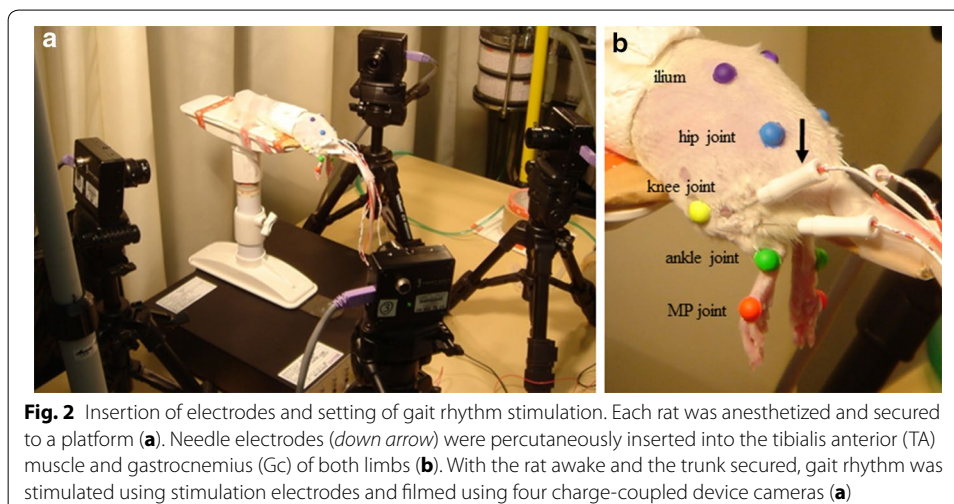 a
b
ilium
hip joint
knee joint
ankle joint
MP joint
Fig. 2 Insertion of electrodes and setting of gait rhythm stimulation. Each rat was anesthetized and secured
to a platform (a). Needle electrodes (down arrow) were percutaneously inserted into the tibialis anterior (TA)
muscle and gastrocnemius (Gc) of both limbs (b). With the rat awake and the trunk secured, gait rhythm was
stimulated using stimulation electrodes and filmed using four charge-coupled device cameras (a)